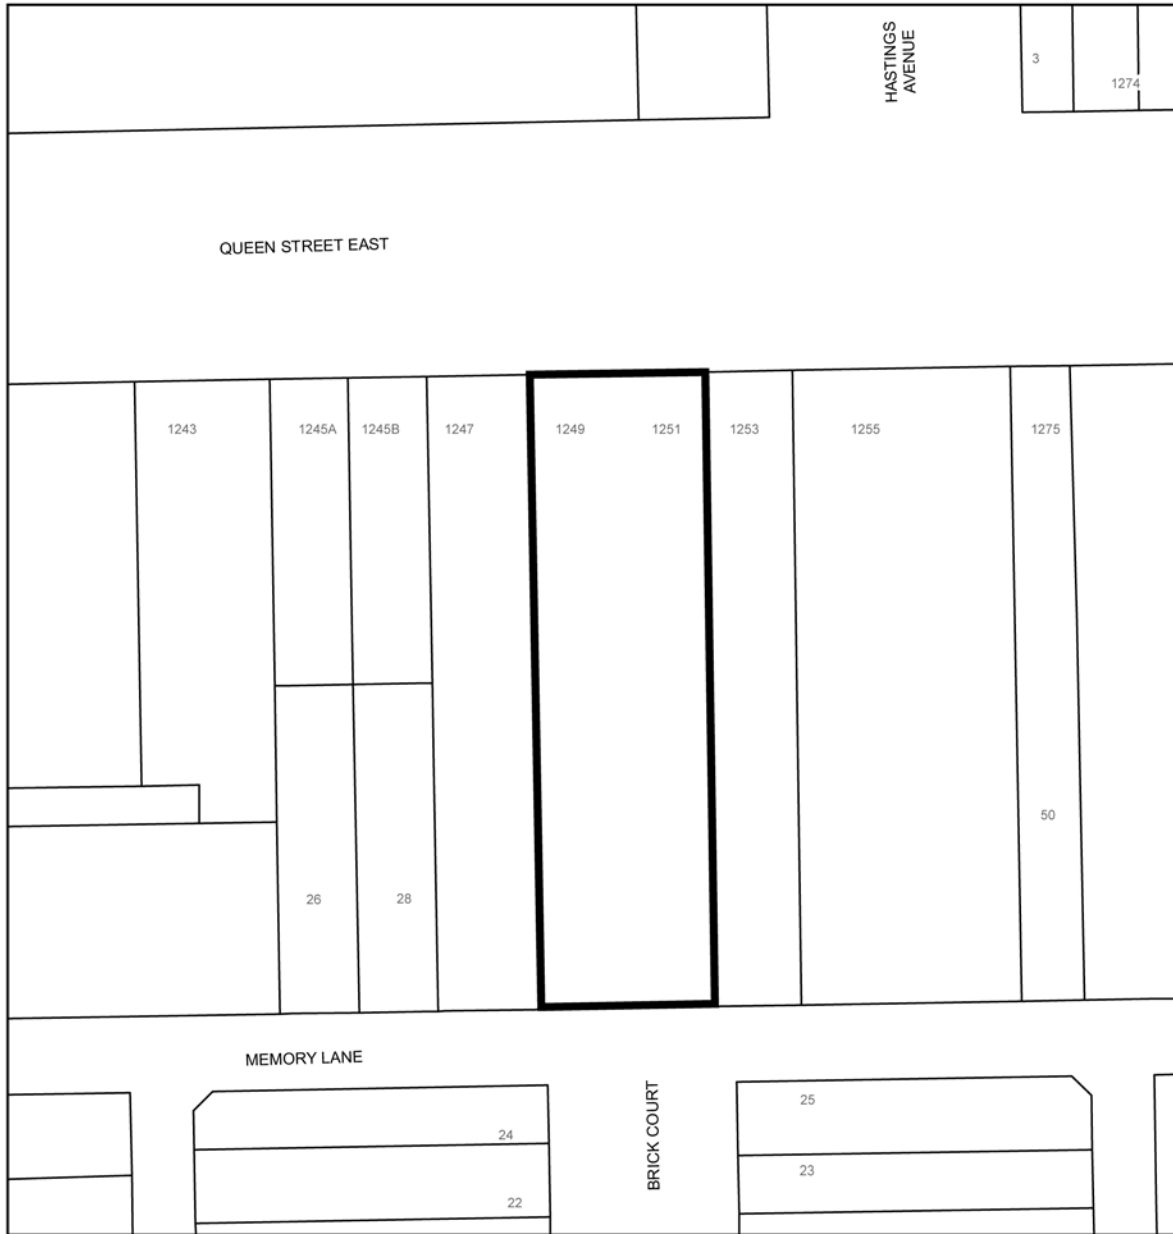 HASTINGS
AVENUE
3
1274
QUEEN STREET EAST
1243
1245A
1245B
1247
1249
1251
1253
1255
1275
50
26
28
MEMORY LANE
BRICK COURT
24
22
25
23